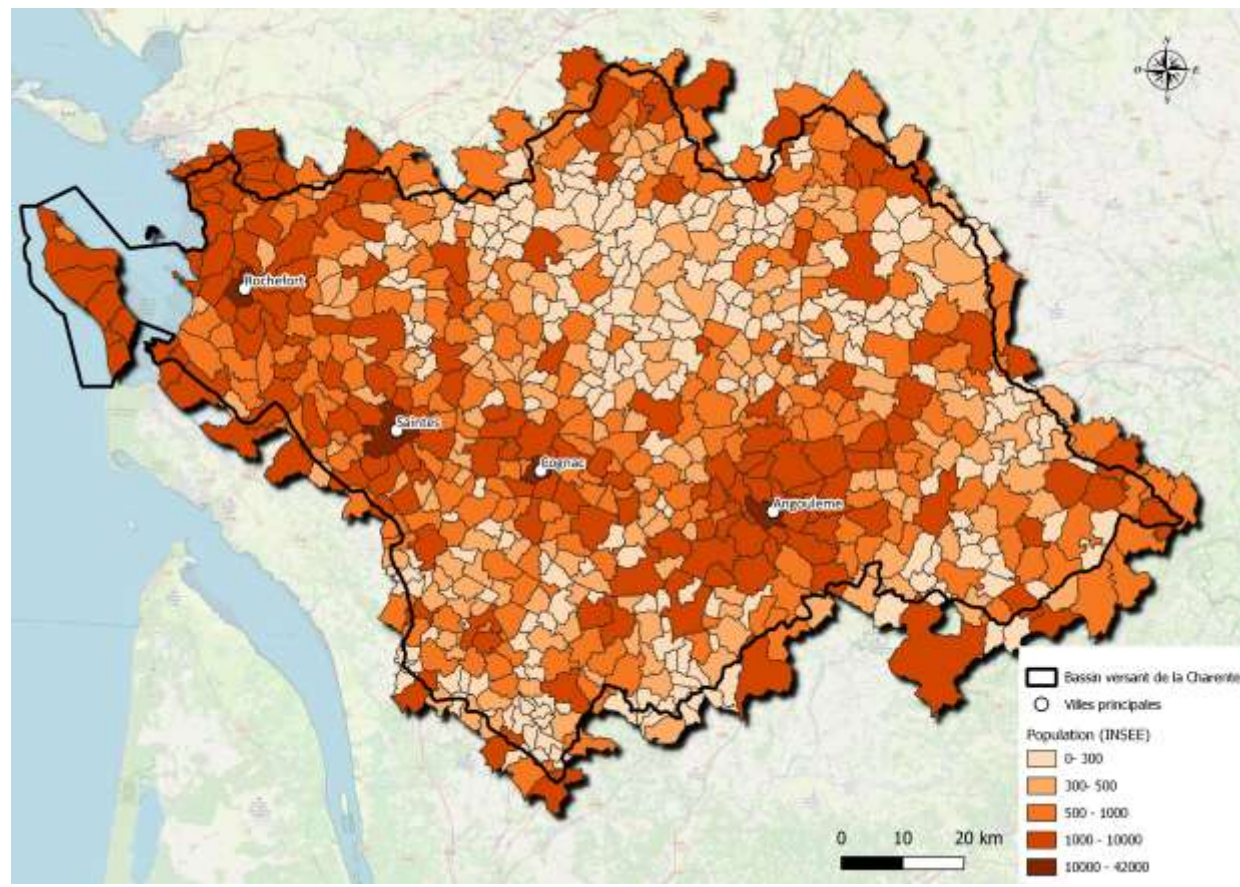 N
O
E
S
Rochefort
Saintes
Cognac
Angouleme
Bassin versant de la Charente
Villes principales
Population (INSEE)
0- 300
300- 500
500 - 1000
1000 - 10000
10000 - 42000
0 10 20 km